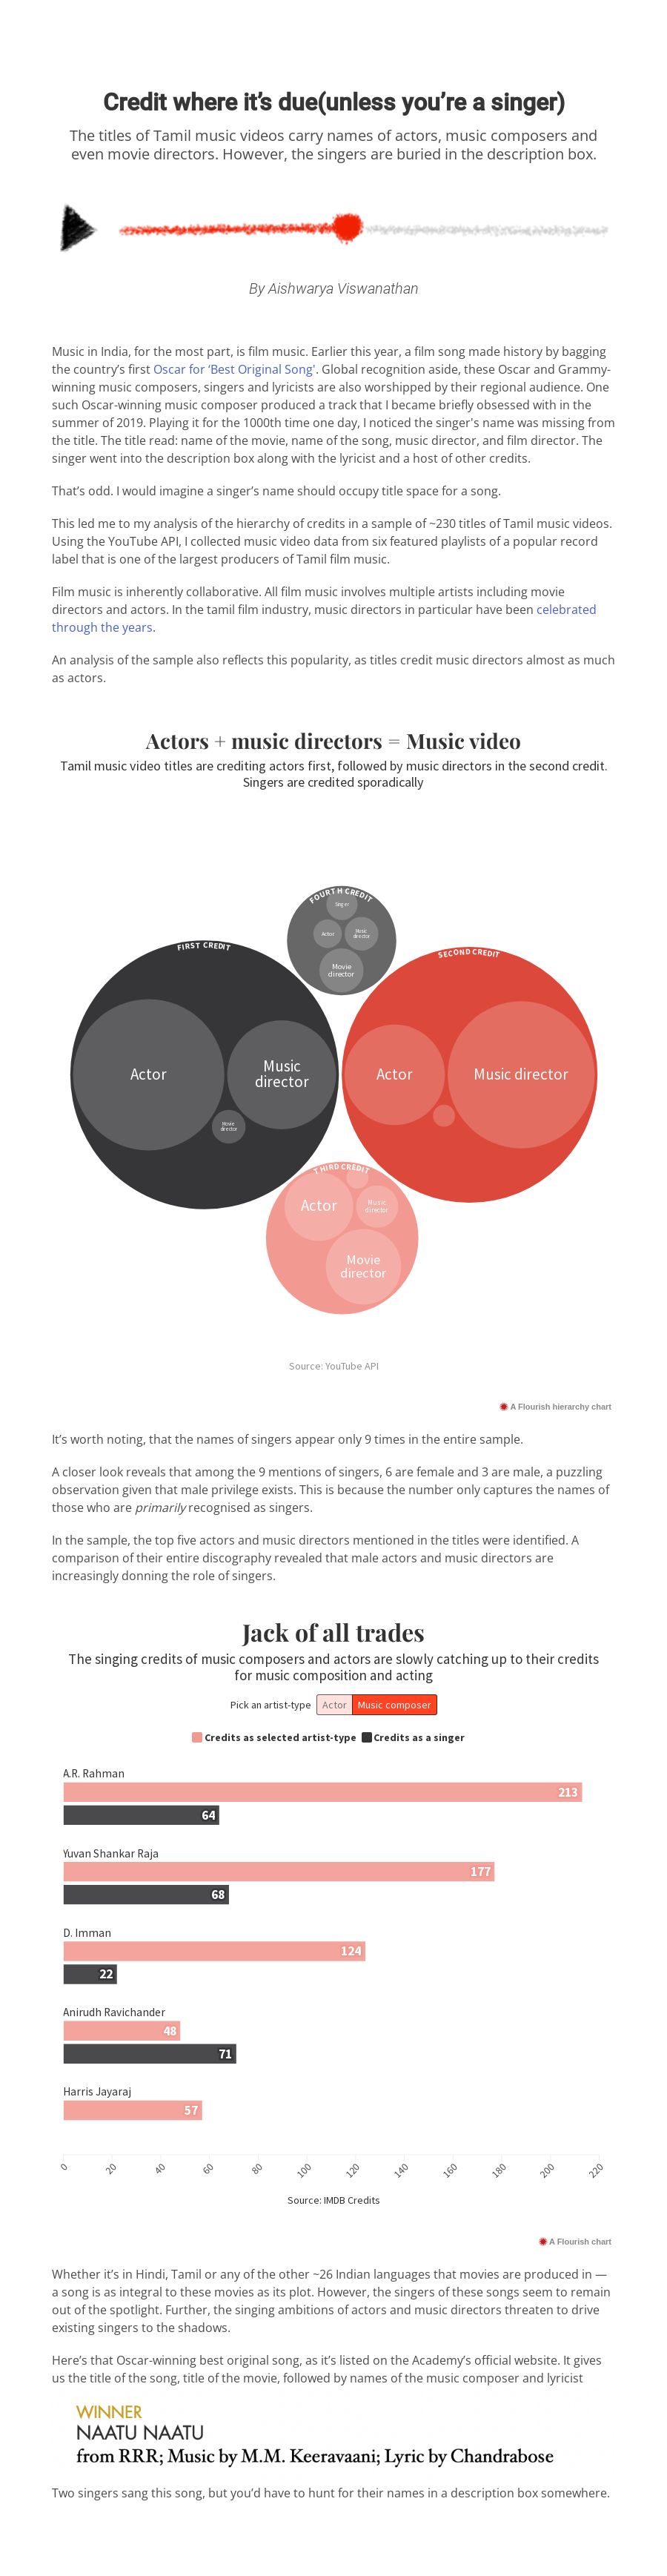 Credit where it’s due(unless you’re a singer)
The titles of Tamil music videos carry names of actors, music composers and
even movie directors. However, the singers are buried in the description box.
By Aishwarya Viswanathan
Music in India, for the most part, is film music. Earlier this year, a film song made history by bagging
the country’s first Oscar for ‘Best Original Song’. Global recognition aside, these Oscar and Grammy-
winning music composers, singers and lyricists are also worshipped by their regional audience. One
such Oscar-winning music composer produced a track that I became briefly obsessed with in the
summer of 2019. Playing it for the 1000th time one day, I noticed the singer's name was missing from
the title. The title read: name of the movie, name of the song, music director, and film director. The
singer went into the description box along with the lyricist and a host of other credits.
That’s odd. I would imagine a singer’s name should occupy title space for a song.
This led me to my analysis of the hierarchy of credits in a sample of ~230 titles of Tamil music videos.
Using the YouTube API, I collected music video data from six featured playlists of a popular record
label that is one of the largest producers of Tamil film music.
Film music is inherently collaborative. All film music involves multiple artists including movie
directors and actors. In the tamil film industry, music directors in particular have been celebrated
through the years.
An analysis of the sample also reflects this popularity, as titles credit music directors almost as much
as actors.
Actors + music directors = Music video
Tamil music video titles are crediting actors first, followed by music directors in the second credit.
Singers are credited sporadically
FOURTH CREDIT
Singer
Actor
Music
director
Movie
director
FIRST CREDIT
Actor
Music
director
Movie
director
SECOND CREDIT
Actor
Music director
THIRD CREDIT
Actor
Music
director
Movie
director
Source: YouTube API
A Flourish hierarchy chart
It’s worth noting, that the names of singers appear only 9 times in the entire sample.
A closer look reveals that among the 9 mentions of singers, 6 are female and 3 are male, a puzzling
observation given that male privilege exists. This is because the number only captures the names of
those who are primarily recognised as singers.
In the sample, the top five actors and music directors mentioned in the titles were identified. A
comparison of their entire discography revealed that male actors and music directors are
increasingly donning the role of singers.
Jack of all trades
The singing credits of music composers and actors are slowly catching up to their credits
for music composition and acting
Pick an artist-type Actor Music composer
Credits as selected artist-type Credits as a singer
A.R. Rahman
213
64
Yuvan Shankar Raja
177
68
D. Imman
124
22
Anirudh Ravichander
48
71
Harris Jayaraj
57
0 20 40 60 80 100 120 140 160 180 200 220
Source: IMDB Credits
A Flourish chart
Whether it’s in Hindi, Tamil or any of the other ~26 Indian languages that movies are produced in —
a song is as integral to these movies as its plot. However, the singers of these songs seem to remain
out of the spotlight. Further, the singing ambitions of actors and music directors threaten to drive
existing singers to the shadows.
Here’s that Oscar-winning best original song, as it’s listed on the Academy’s official website. It gives
us the title of the song, title of the movie, followed by names of the music composer and lyricist
WINNER
NAATU NAATU
from RRR; Music by M.M. Keeravaani; Lyric by Chandrabose
Two singers sang this song, but you’d have to hunt for their names in a description box somewhere.